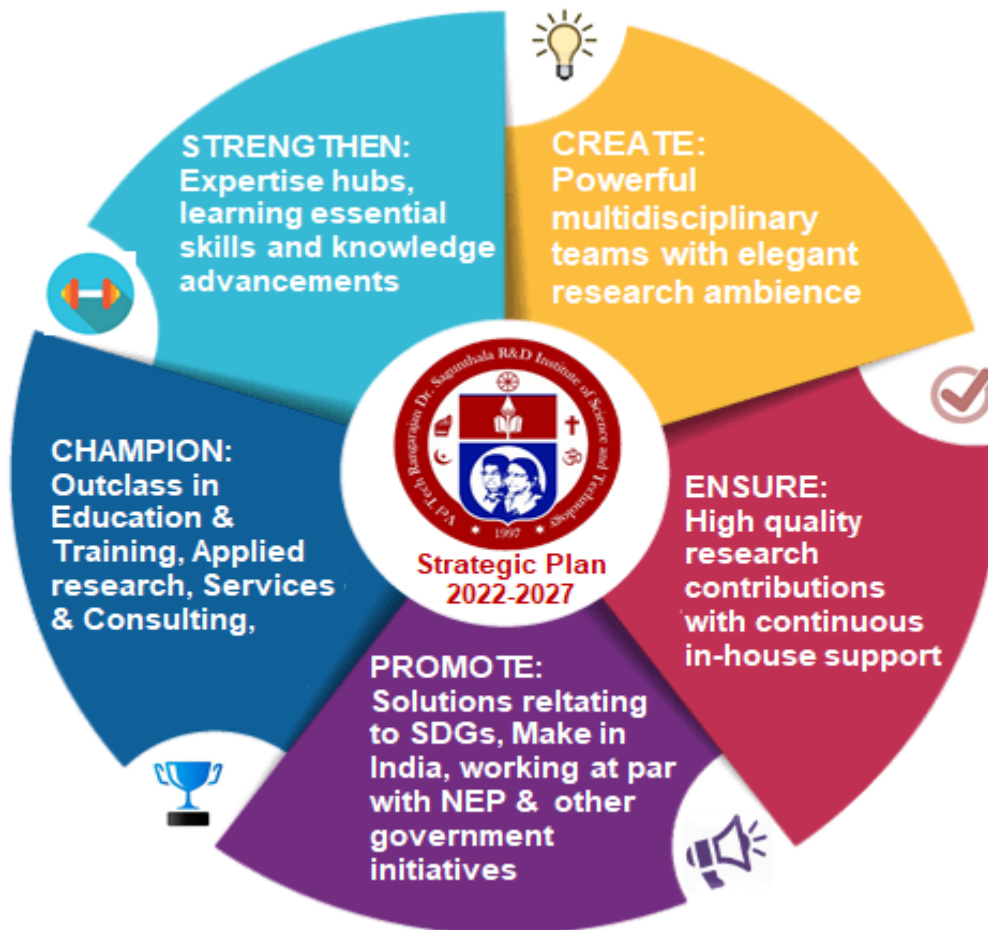 STRENGTHEN:
Expertise hubs,
learning essential
skills and knowledge
advancements
CREATE:
Powerful
multidisciplinary
teams with elegant
research ambience
ENSURE:
High quality
research
contributions
with continuous
in-house support
PROMOTE:
Solutions reltating
to SDGs, Make in
India, working at par
with NEP & other
government
initiatives
CHAMPION:
Outclass in
Education &
Training, Applied
research, Services
& Consulting,
Vel Tech Rangarajan Dr. Sagunthala R&D Institute of Science and Technology
1997
Strategic Plan
2022-2027